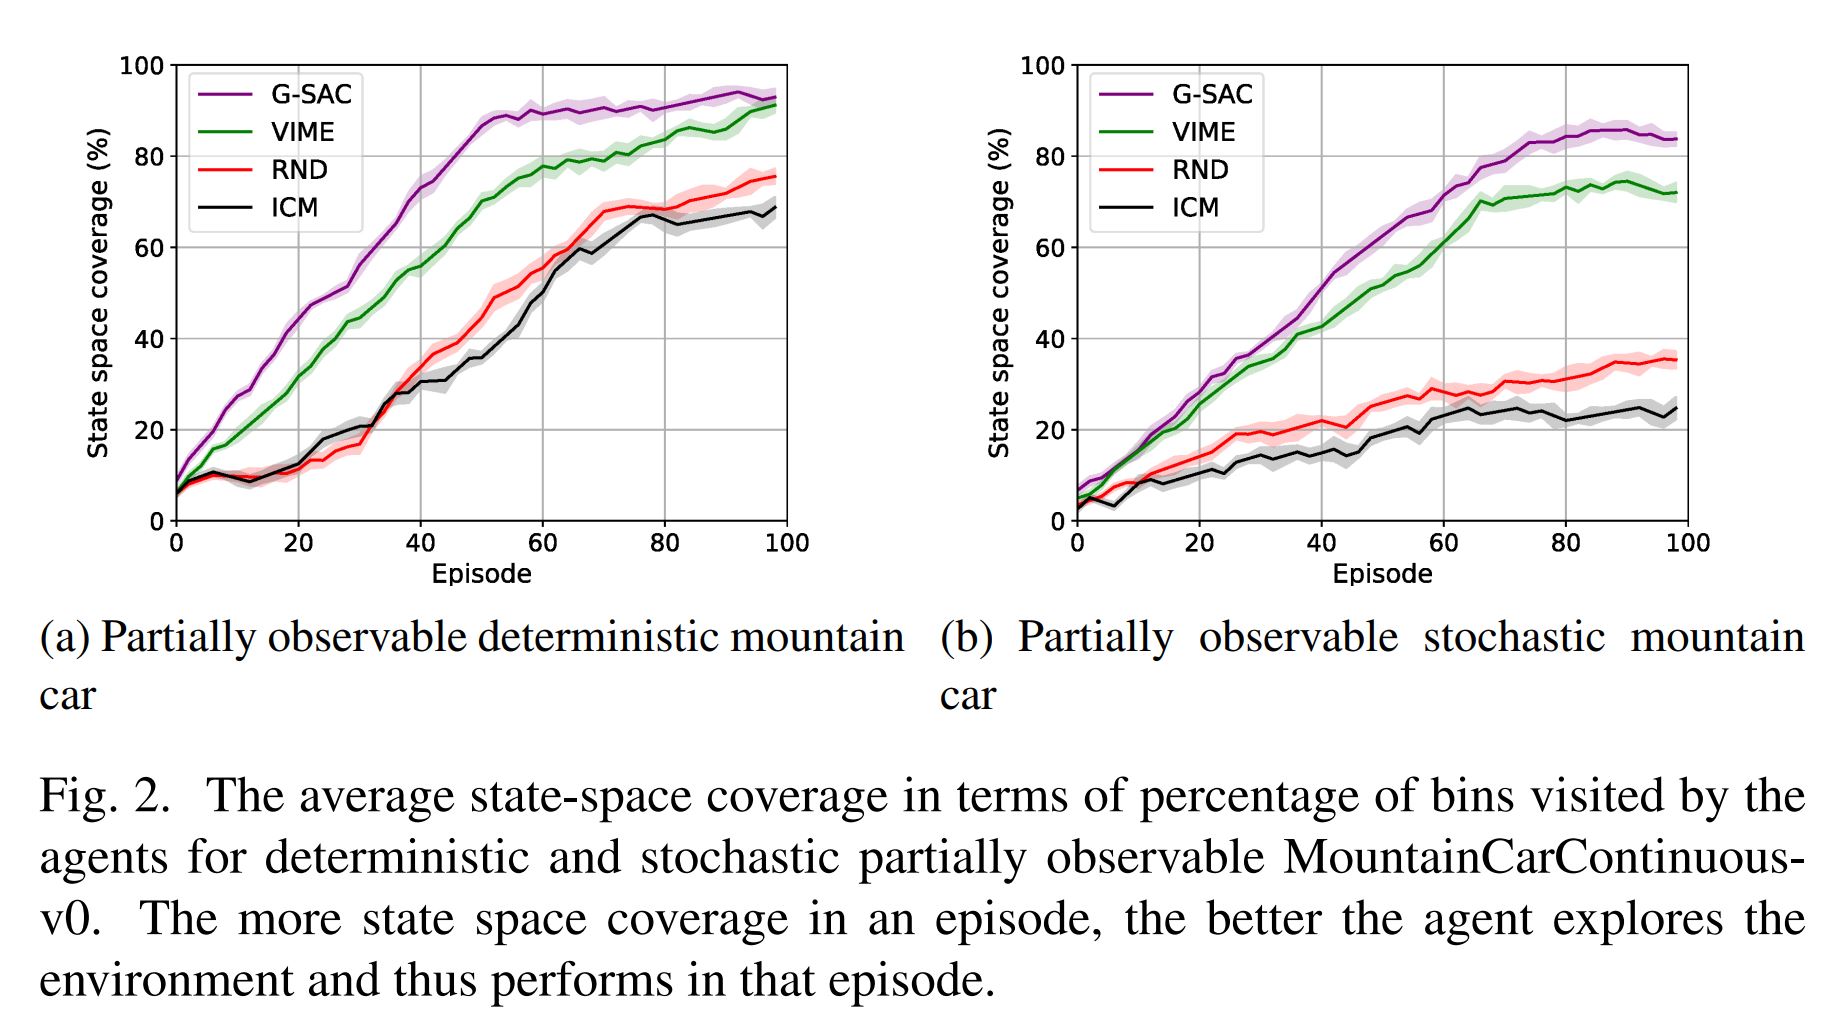 100
80
60
40
20
0
State space coverage (%)
G-SAC
VIME
RND
ICM
0 20 40 60 80 100
Episode
100
80
60
40
20
0
State space coverage (%)
G-SAC
VIME
RND
ICM
0 20 40 60 80 100
Episode
(a) Partially observable deterministic mountain
car
(b) Partially observable stochastic mountain
car
Fig. 2. The average state-space coverage in terms of percentage of bins visited by the
agents for deterministic and stochastic partially observable MountainCarContinuous-
v0. The more state space coverage in an episode, the better the agent explores the
environment and thus performs in that episode.